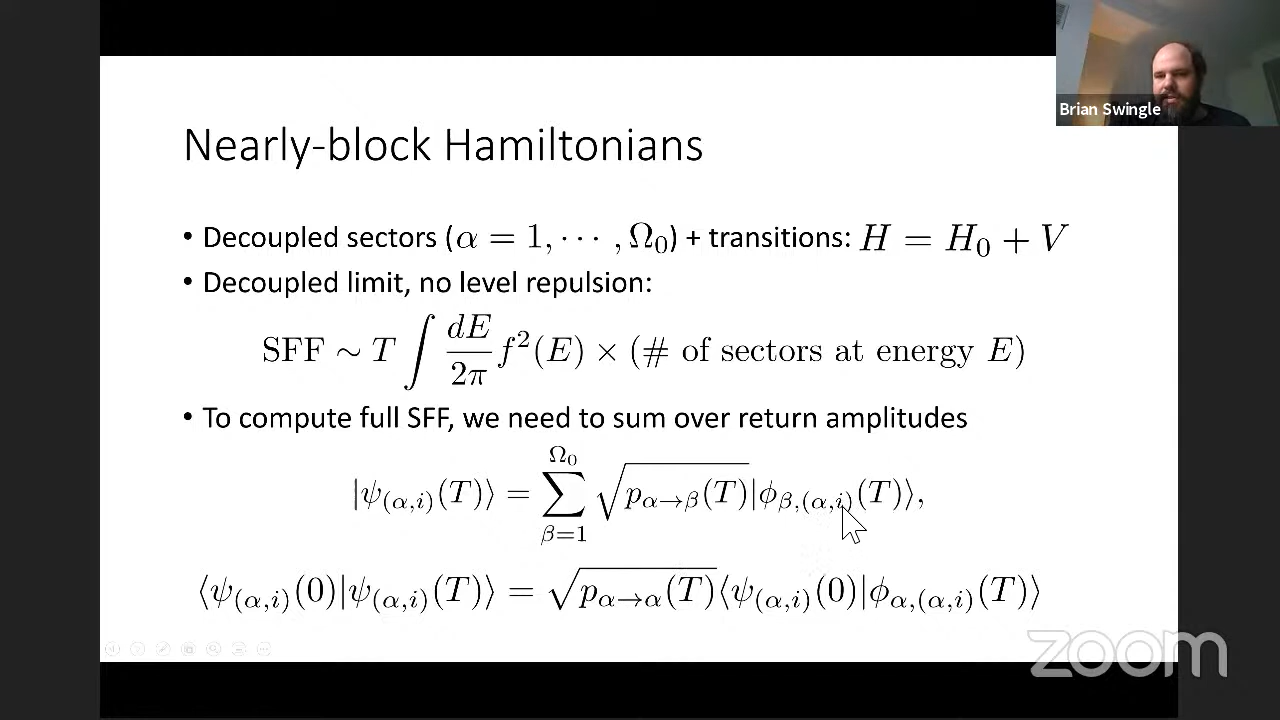 Brian Swingle
Nearly-block Hamiltonians
• Decoupled sectors (α = 1, ⋯ , Ω₀) + transitions: H = H₀ + V
• Decoupled limit, no level repulsion:
SFF ∼ T ∫ dE/2π f²(E) × (# of sectors at energy E)
• To compute full SFF, we need to sum over return amplitudes
|ψ_(α,i)(T)⟩ = ∑_{β=1}^{Ω₀} √p_{α→β}(T) |ϕ_{β,(α,i)}(T)⟩,
⟨ψ_(α,i)(0)|ψ_(α,i)(T)⟩ = √p_{α→α}(T) ⟨ψ_(α,i)(0)|ϕ_{α,(α,i)}(T)⟩
zoom